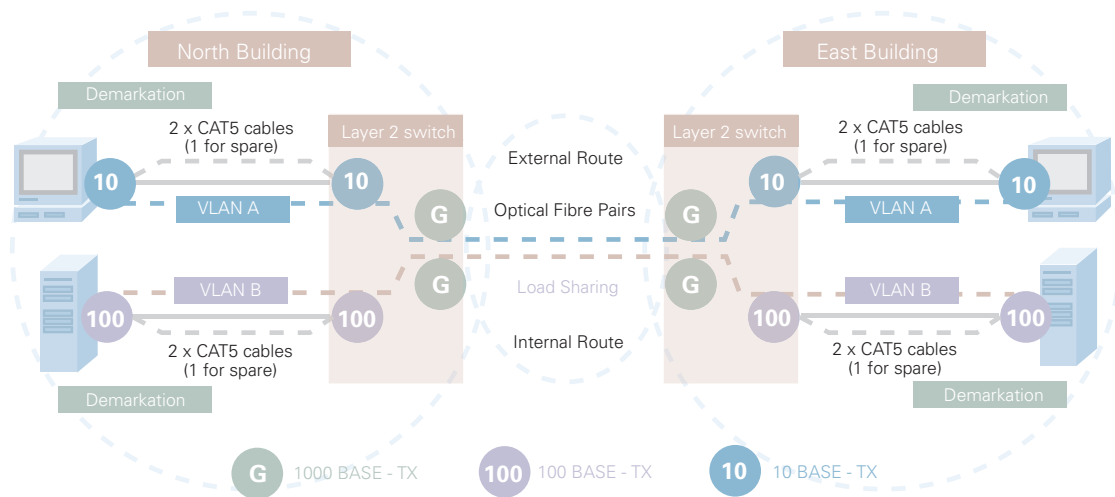 North Building
East Building
Demarkation
Demarkation
2 x CAT5 cables
(1 for spare)
Layer 2 switch
Layer 2 switch
2 x CAT5 cables
(1 for spare)
External Route
10
10
10
10
VLAN A
G
Optical Fibre Pairs
G
VLAN A
VLAN B
G
Load Sharing
G
VLAN B
100
100
100
100
2 x CAT5 cables
(1 for spare)
Internal Route
2 x CAT5 cables
(1 for spare)
Demarkation
Demarkation
G 1000 BASE - TX
100 100 BASE - TX
10 10 BASE - TX